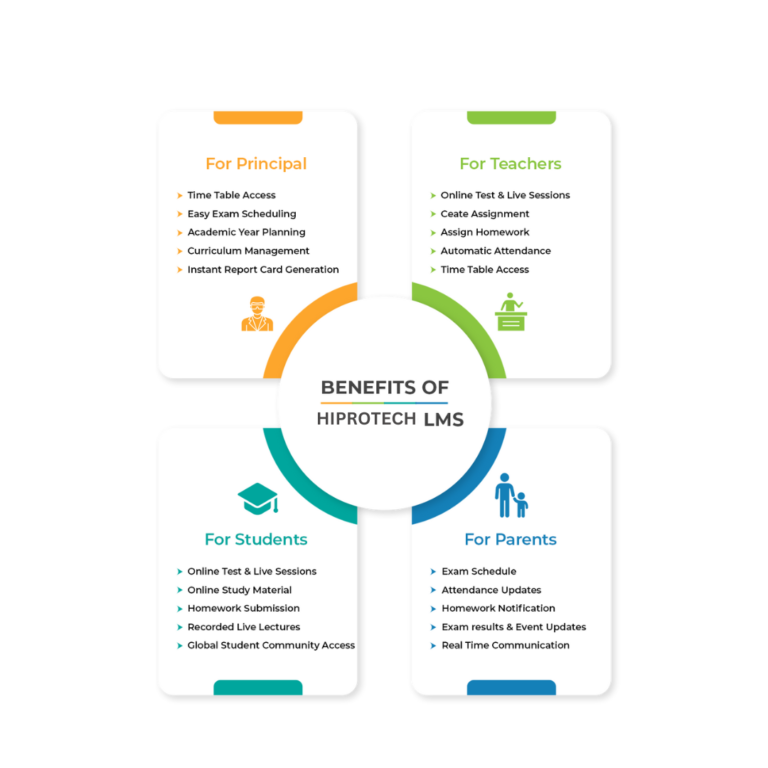 For Principal
Time Table Access
Easy Exam Scheduling
Academic Year Planning
Curriculum Management
Instant Report Card Generation
For Teachers
Online Test & Live Sessions
Ceate Assignment
Assign Homework
Automatic Attendance
Time Table Access
BENEFITS OF
HIPROTECH LMS
For Students
Online Test & Live Sessions
Online Study Material
Homework Submission
Recorded Live Lectures
Global Student Community Access
For Parents
Exam Schedule
Attendance Updates
Homework Notification
Exam results & Event Updates
Real Time Communication